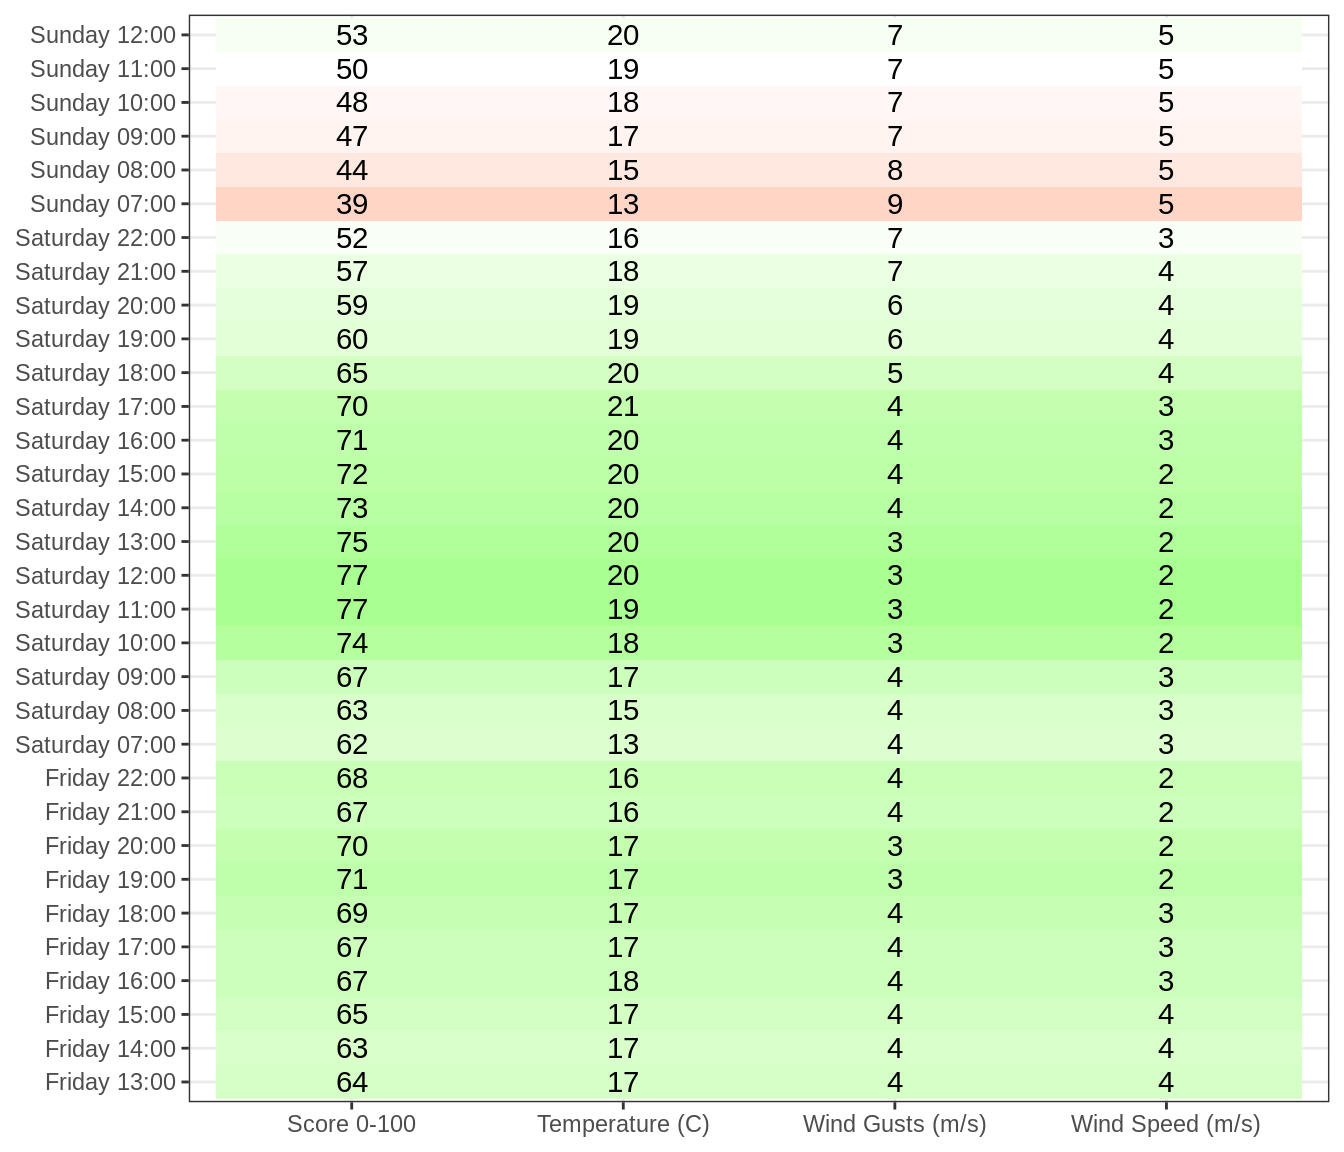 Sunday 12:00 53 20 7 5
Sunday 11:00 50 19 7 5
Sunday 10:00 48 18 7 5
Sunday 09:00 47 17 7 5
Sunday 08:00 44 15 8 5
Sunday 07:00 39 13 9 5
Saturday 22:00 52 16 7 3
Saturday 21:00 57 18 7 4
Saturday 20:00 59 19 6 4
Saturday 19:00 60 19 6 4
Saturday 18:00 65 20 5 4
Saturday 17:00 70 21 4 3
Saturday 16:00 71 20 4 3
Saturday 15:00 72 20 4 2
Saturday 14:00 73 20 4 2
Saturday 13:00 75 20 3 2
Saturday 12:00 77 20 3 2
Saturday 11:00 77 19 3 2
Saturday 10:00 74 18 3 2
Saturday 09:00 67 17 4 3
Saturday 08:00 63 15 4 3
Saturday 07:00 62 13 4 3
Friday 22:00 68 16 4 2
Friday 21:00 67 16 4 2
Friday 20:00 70 17 3 2
Friday 19:00 71 17 3 2
Friday 18:00 69 17 4 3
Friday 17:00 67 17 4 3
Friday 16:00 67 18 4 3
Friday 15:00 65 17 4 4
Friday 14:00 63 17 4 4
Friday 13:00 64 17 4 4
Score 0-100 Temperature (C) Wind Gusts (m/s) Wind Speed (m/s)